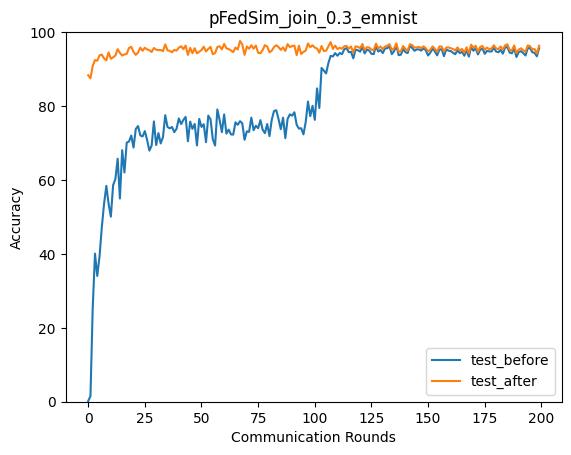 pFedSim_join_0.3_emnist
100
80
60
40
20
0
Accuracy
0 25 50 75 100 125 150 175 200
Communication Rounds
test_before
test_after